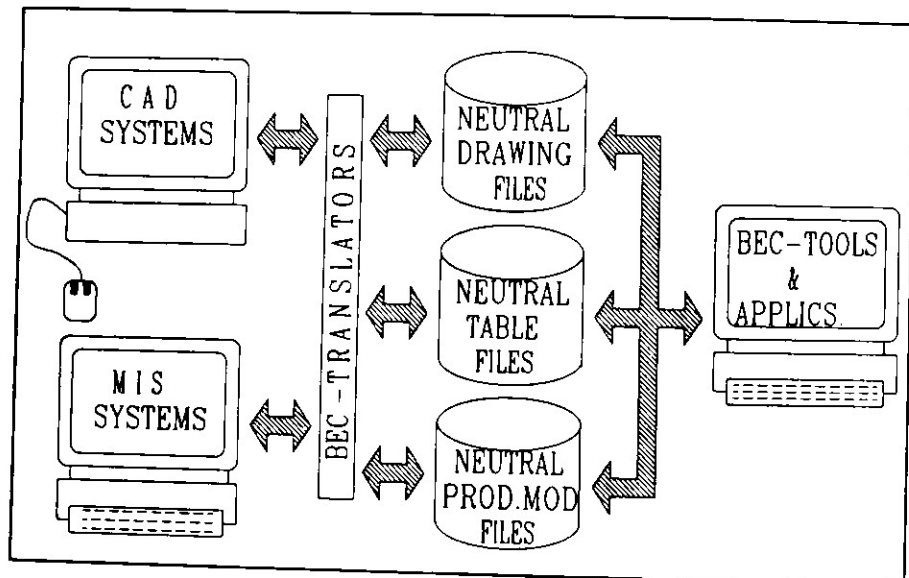 CAD
SYSTEMS
MIS
SYSTEMS
BEC-TRANSLATORS
NEUTRAL
DRAWING
FILES
NEUTRAL
TABLE
FILES
NEUTRAL
PROD.MOD
FILES
BEC-TOOLS
&
APPLICS.